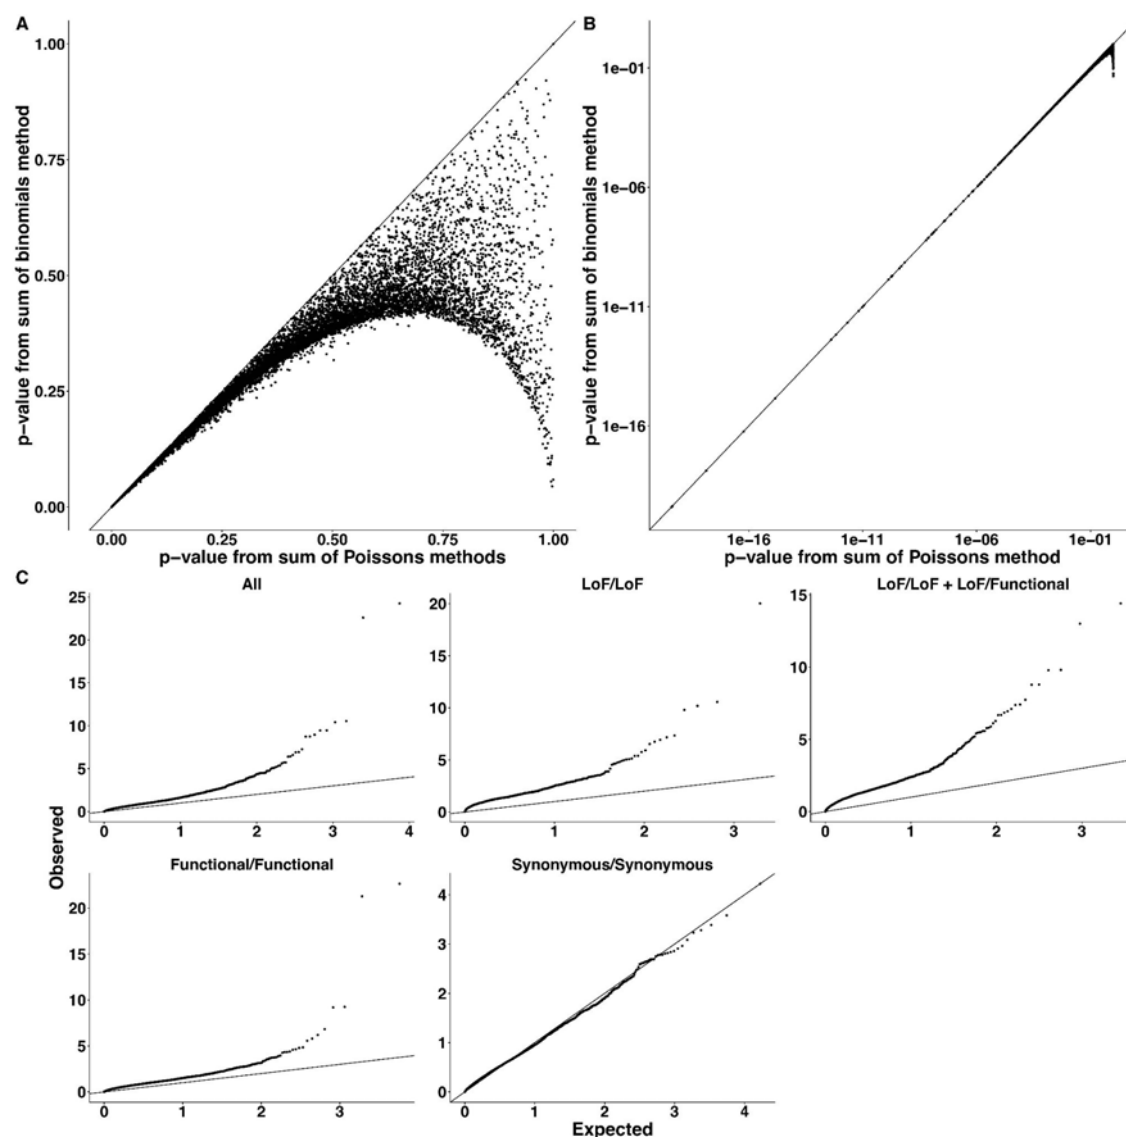 A
B
1.00
0.75
0.50
0.25
0.00
p-value from sum of binomials method
0.00 0.25 0.50 0.75 1.00
p-value from sum of Poissons methods
1e-01
1e-06
1e-11
1e-16
p-value from sum of binomials method
1e-16 1e-11 1e-06 1e-01
p-value from sum of Poissons method
C
All
25
20
15
10
5
0
0 1 2 3 4
LoF/LoF
20
15
10
5
0
0 1 2 3
LoF/LoF + LoF/Functional
15
10
5
0
0 1 2 3
Observed
Functional/Functional
20
15
10
5
0
0 1 2 3
Synonymous/Synonymous
4
3
2
1
0
0 1 2 3 4
Expected